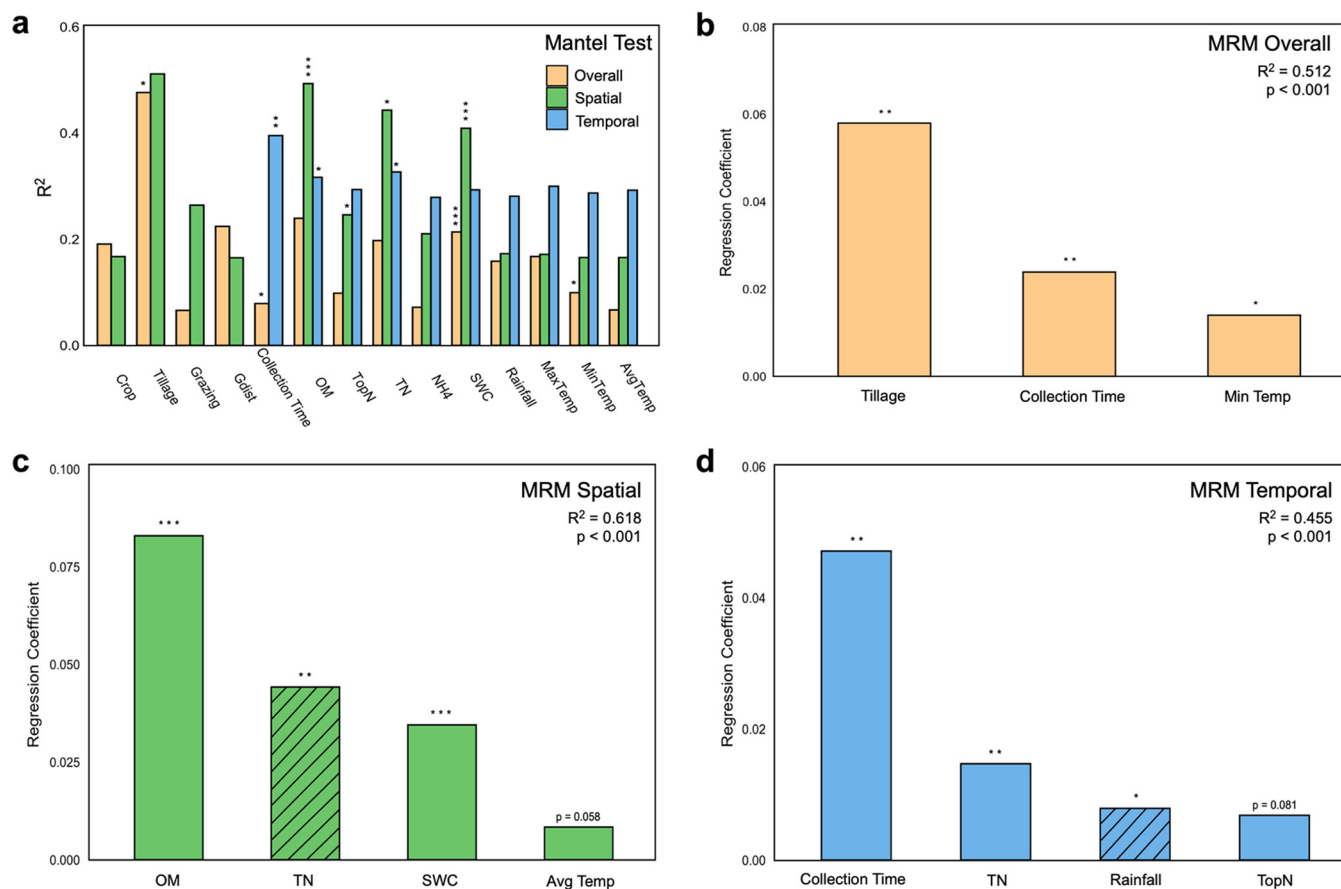 a
0.6
0.4
0.2
0.0
R²
Mantel Test
Overall
Spatial
Temporal
*
**
***
*
*
*
*
***
***
*
*
Crop
Tillage
Grazing
Gdist
Collection Time
OM
TopN
TN
NH4
SWC
Rainfall
MaxTemp
MinTemp
AvgTemp
b
MRM Overall
R² = 0.512
p < 0.001
0.08
0.06
0.04
0.02
0.00
Regression Coefficient
**
**
*
Tillage
Collection Time
Min Temp
c
MRM Spatial
R² = 0.618
p < 0.001
0.100
0.075
0.050
0.025
0.000
Regression Coefficient
***
**
***
p = 0.058
OM
TN
SWC
Avg Temp
d
MRM Temporal
R² = 0.455
p < 0.001
0.06
0.04
0.02
0.00
Regression Coefficient
**
**
*
p = 0.081
Collection Time
TN
Rainfall
TopN